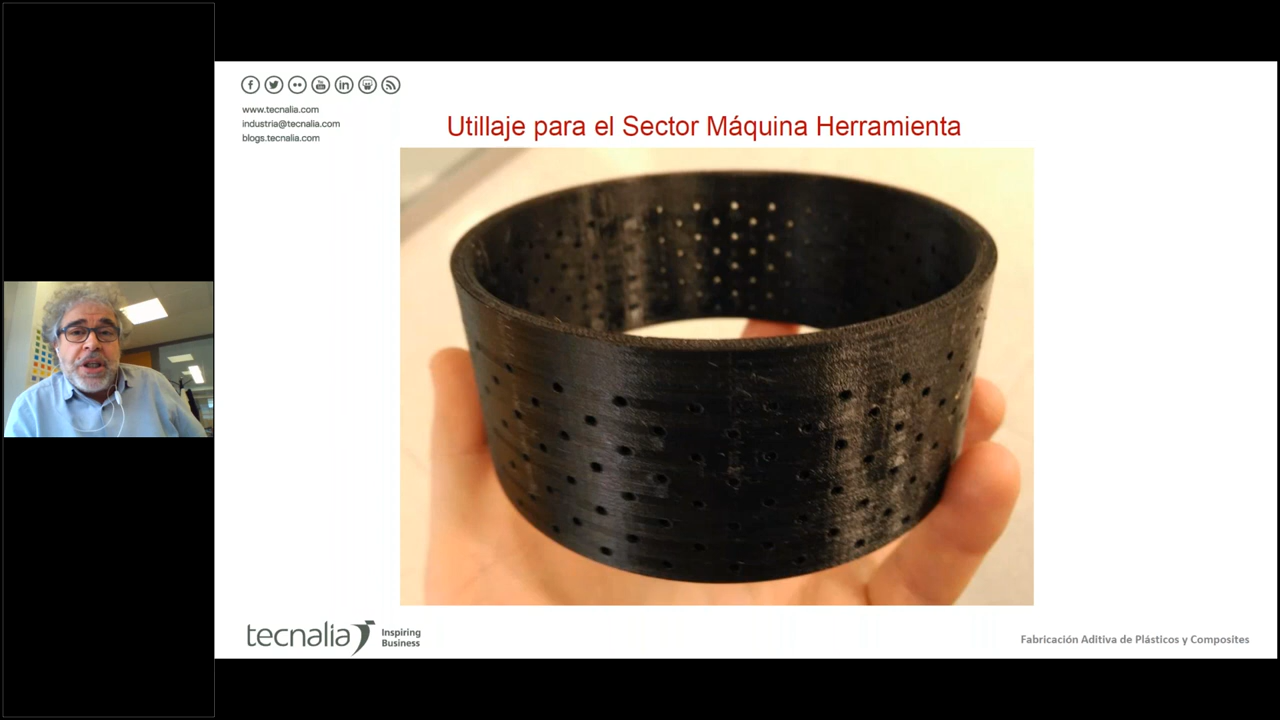 www.tecnalia.com
industria@tecnalia.com
blogs.tecnalia.com
Utillaje para el Sector Máquina Herramienta
tecnalia Inspiring
Business
Fabricación Aditiva de Plásticos y Composites